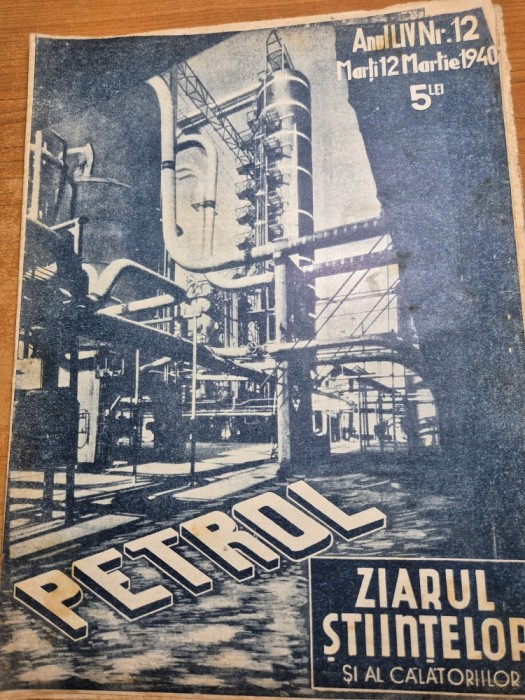 Anul LIV Nr. 12
Marți 12 Martie 1940
5 LEI
PETROL
ZIARUL
ȘTIINȚELOR
ȘI AL CĂLĂTORIILOR